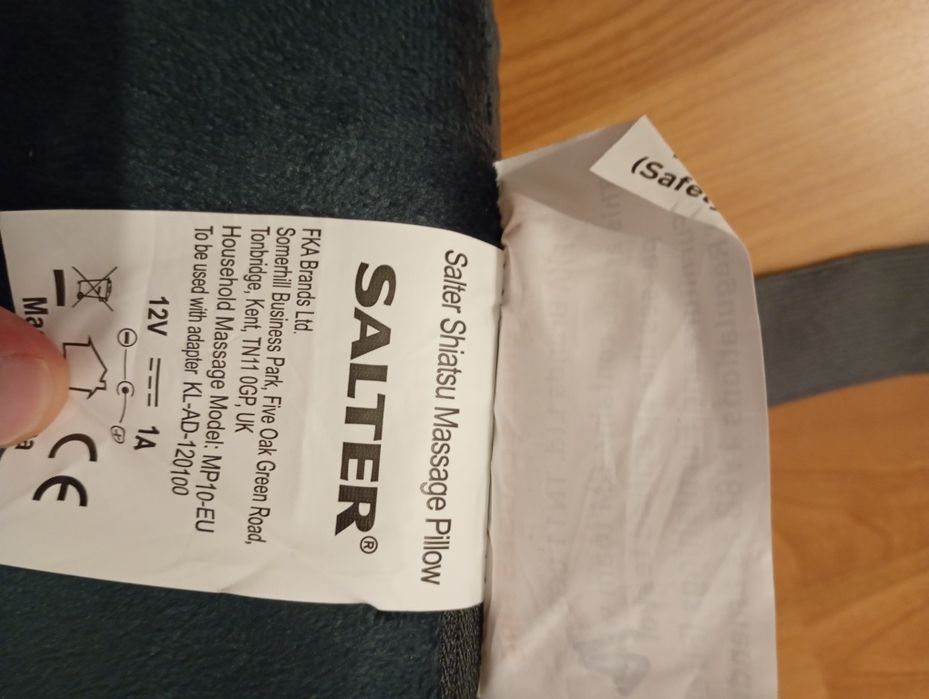 Salter Shiatsu Massage Pillow
SALTER®
FKA Brands Ltd.
Somerhill Business Park, Five Oak Green Road,
Tonbridge, Kent, TN11 0GP, UK
Household Massage Model: MP10-EU
To be used with adapter KL-AD-120100
12V 1A
CE
(Safety